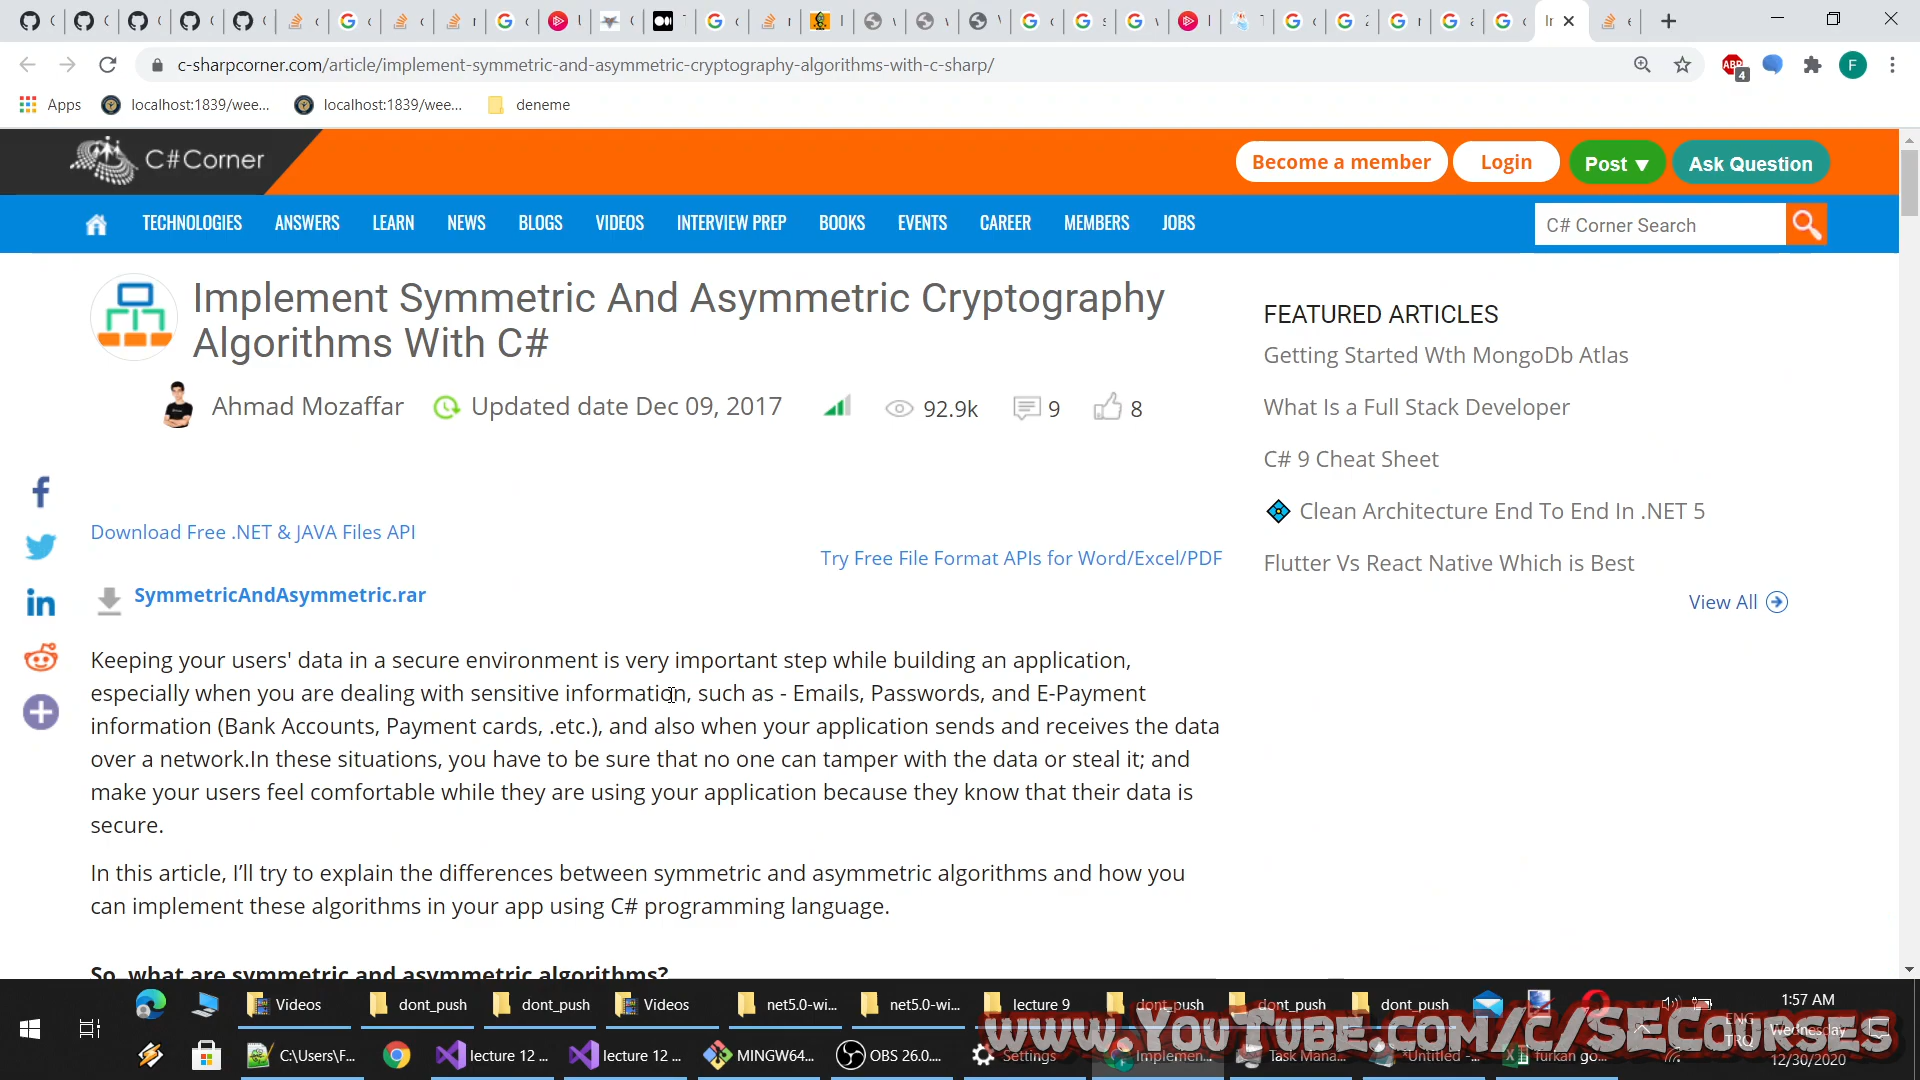 c-sharpcorner.com/article/implement-symmetric-and-asymmetric-cryptography-algorithms-with-c-sharp/
ABP
4
F
Apps
localhost:1839/wee...
localhost:1839/wee...
deneme
C#Corner
Become a member
Login
Post ▼
Ask Question
TECHNOLOGIES
ANSWERS
LEARN
NEWS
BLOGS
VIDEOS
INTERVIEW PREP
BOOKS
EVENTS
CAREER
MEMBERS
JOBS
C# Corner Search
Implement Symmetric And Asymmetric Cryptography
Algorithms With C#
Ahmad Mozaffar
Updated date Dec 09, 2017
92.9k
9
8
Download Free .NET & JAVA Files API
Try Free File Format APIs for Word/Excel/PDF
SymmetricAndAsymmetric.rar
Keeping your users' data in a secure environment is very important step while building an application,
especially when you are dealing with sensitive information, such as - Emails, Passwords, and E-Payment
information (Bank Accounts, Payment cards, .etc.), and also when your application sends and receives the data
over a network.In these situations, you have to be sure that no one can tamper with the data or steal it; and
make your users feel comfortable while they are using your application because they know that their data is
secure.
In this article, I’ll try to explain the differences between symmetric and asymmetric algorithms and how you
can implement these algorithms in your app using C# programming language.
So, what are symmetric and asymmetric algorithms?
FEATURED ARTICLES
Getting Started Wth MongoDb Atlas
What Is a Full Stack Developer
C# 9 Cheat Sheet
Clean Architecture End To End In .NET 5
Flutter Vs React Native Which is Best
View All
Videos
dont_push
dont_push
Videos
net5.0-wi...
net5.0-wi...
lecture 9
dont_push
dont_push
dont_push
1:57 AM
C:\Users\F...
lecture 12 ...
lecture 12 ...
MINGW64...
OBS 26.0....
Settings
Implemen...
Task Mana...
*Untitled -...
furkan go...
ENG
TRQ
Wednesday
12/30/2020
www.YouTube.com/c/SECourses